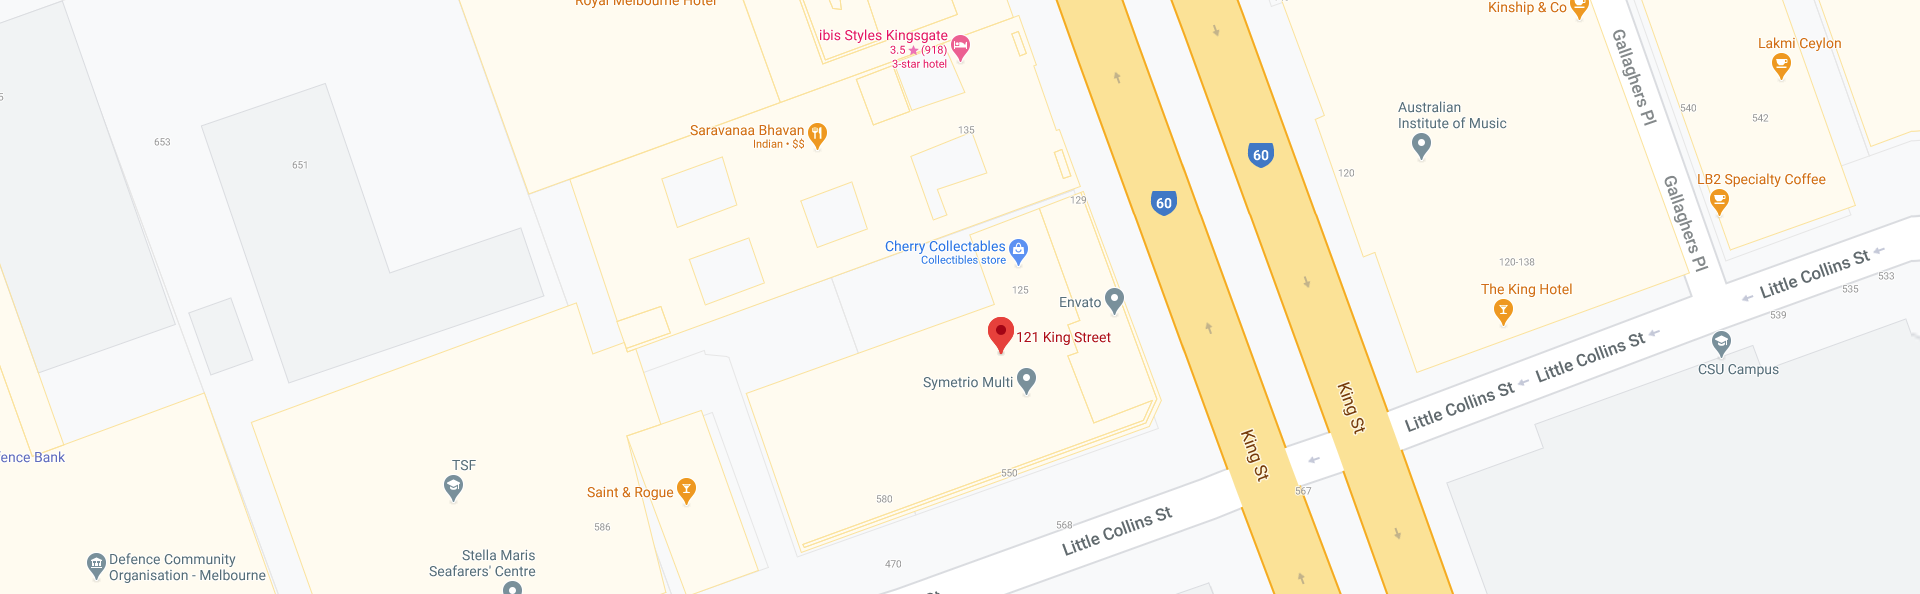 Royal Melbourne Hotel
Kinship & Co
ibis Styles Kingsgate
3.5 ★ (918)
3-star hotel
Gallaghers Pl
Lakmi Ceylon
653
651
Saravanaa Bhavan
Indian • $$
135
60
60
Australian
Institute of Music
540
542
120
LB2 Specialty Coffee
Gallaghers Pl
129
Cherry Collectables
Collectibles store
125
Envato
121 King Street
Symetrio Multi
120-138
The King Hotel
Little Collins St
533
535
539
Little Collins St
CSU Campus
Little Collins St
King St
King St
ence Bank
TSF
Saint & Rogue
586
550
580
567
568
Little Collins St
470
Defence Community
Organisation - Melbourne
Stella Maris
Seafarers' Centre